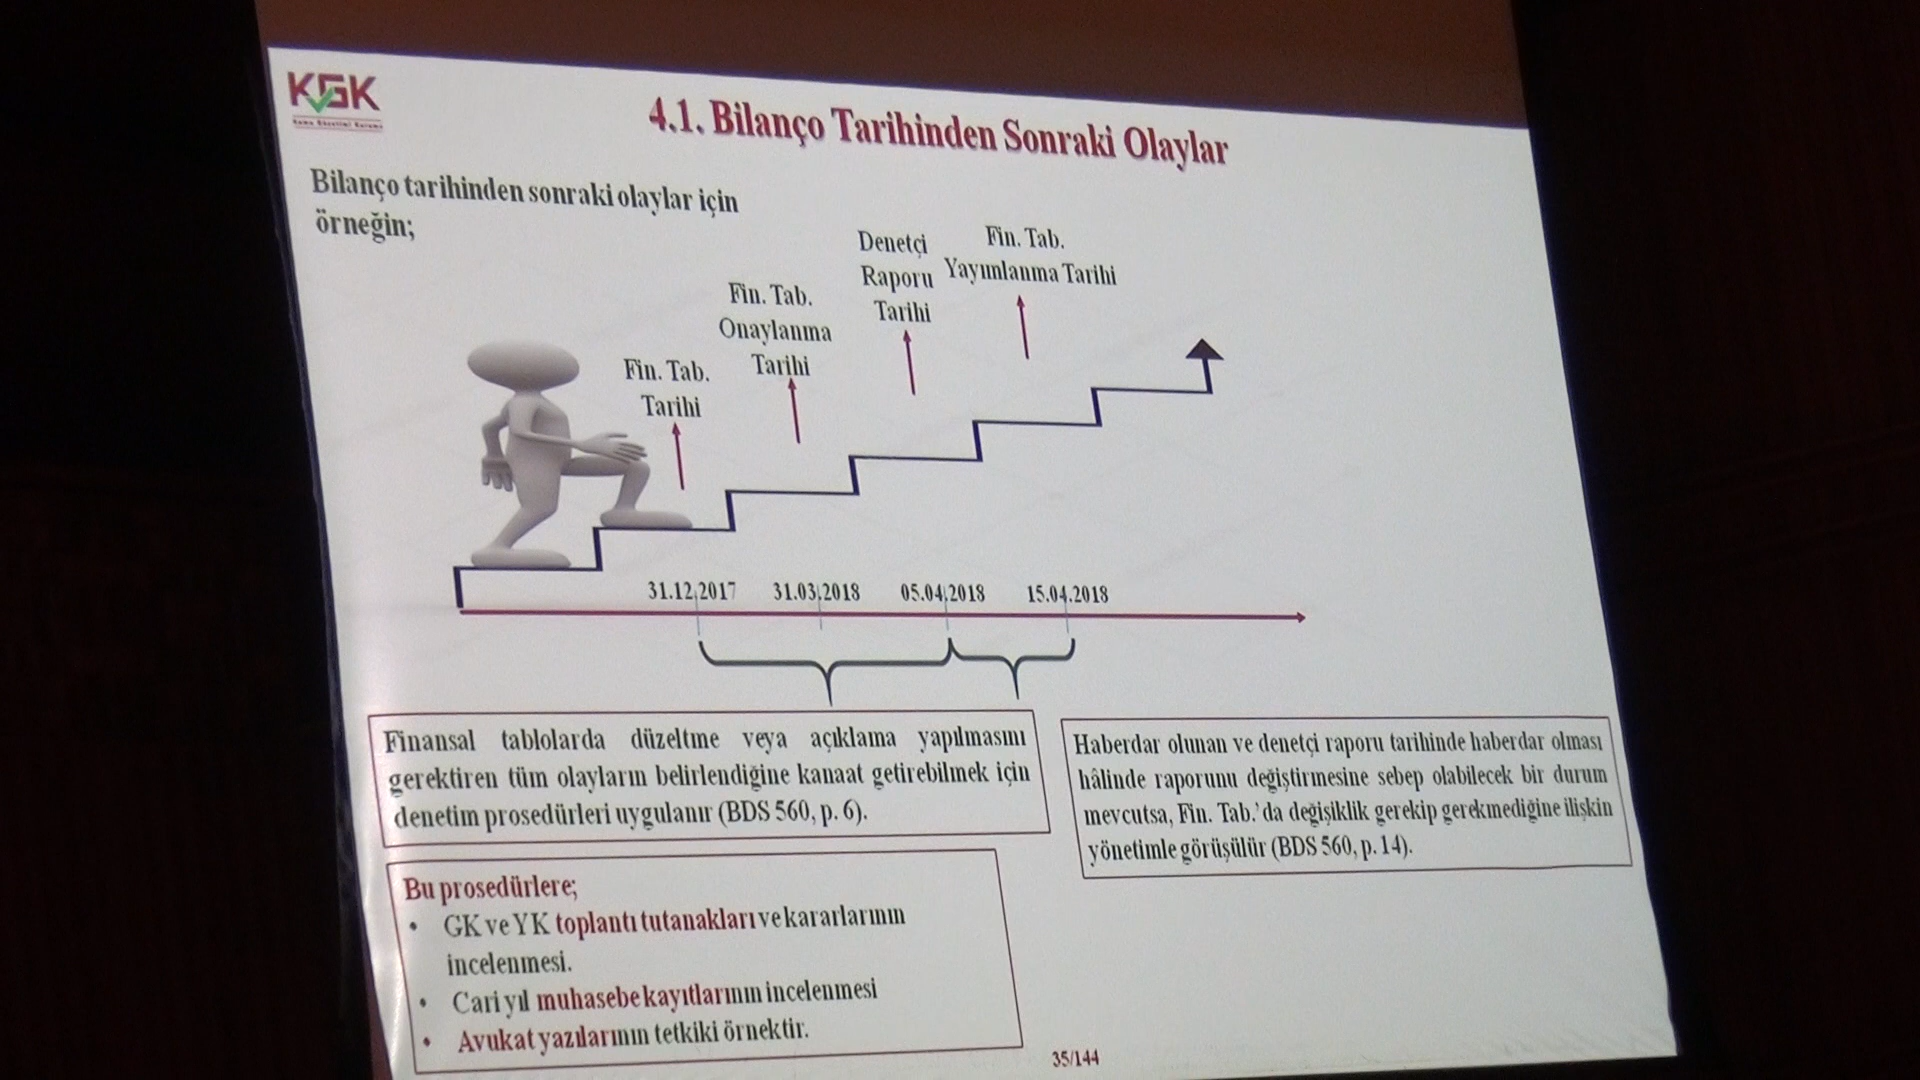 KGK
Kamu Gözetimi Kurumu
4.1. Bilanço Tarihinden Sonraki Olaylar
Bilanço tarihinden sonraki olaylar için
örneğin;
Fin. Tab.
Tarihi
Fin. Tab.
Onaylanma
Tarihi
Denetçi
Raporu
Tarihi
Fin. Tab.
Yayımlanma Tarihi
31.12.2017
31.03.2018
05.04.2018
15.04.2018
Finansal tablolarda düzeltme veya açıklama yapılmasını
gerektiren tüm olayların belirlendiğine kanaat getirebilmek için
denetim prosedürleri uygulanır (BDS 560, p. 6).
Haberdar olunan ve denetçi raporu tarihinde haberdar olması
hâlinde raporunu değiştirmesine sebep olabilecek bir durum
mevcutsa, Fin. Tab.'da değişiklik gerekip gerekmediğine ilişkin
yönetimle görüşülür (BDS 560, p. 14).
Bu prosedürlere;
• GK ve YK toplantı tutanakları ve kararlarının
incelenmesi.
• Cari yıl muhasebe kayıtlarının incelenmesi
• Avukat yazılarının tetkiki örnektir.
35/144